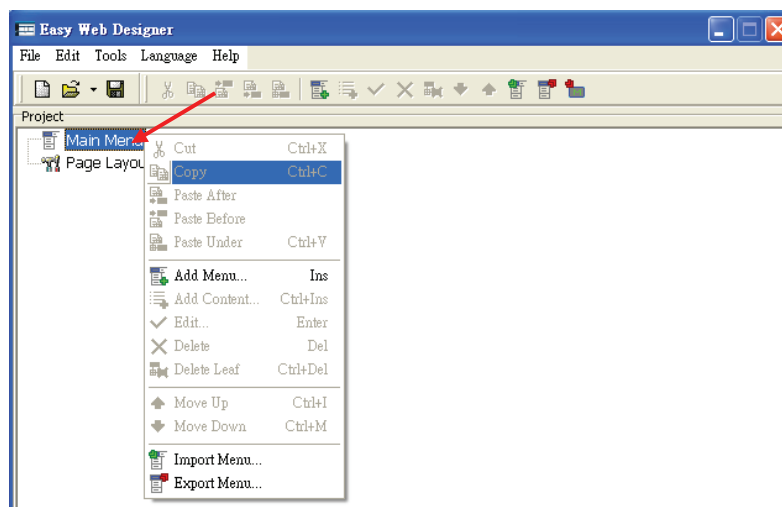 Easy Web Designer
File Edit Tools Language Help
Project
Main Menu
Page Layou
Cut Ctrl+X
Copy Ctrl+C
Paste After
Paste Before
Paste Under Ctrl+V
Add Menu... Ins
Add Content... Ctrl+Ins
Edit... Enter
Delete Del
Delete Leaf Ctrl+Del
Move Up Ctrl+I
Move Down Ctrl+M
Import Menu...
Export Menu...